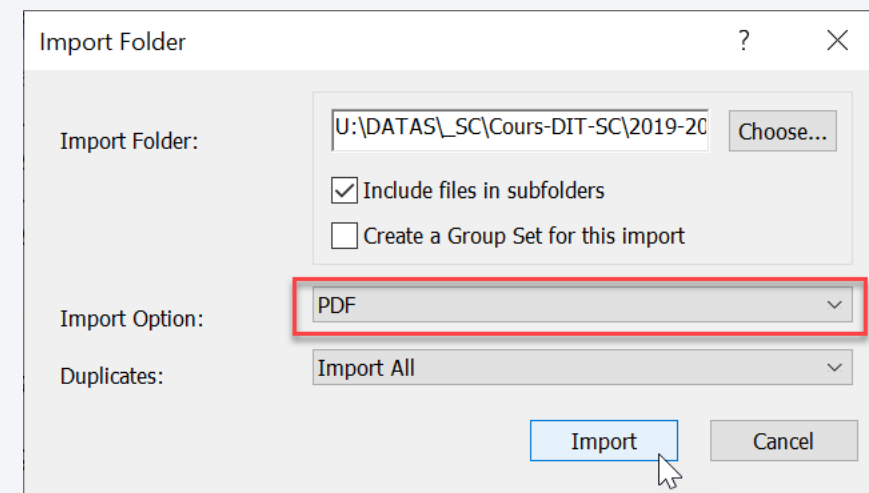 Import Folder
?
Import Folder:
U:\DATAS\_SC\Cours-DIT-SC\2019-20
Choose...
Include files in subfolders
Create a Group Set for this import
Import Option:
PDF
Duplicates:
Import All
Import
Cancel